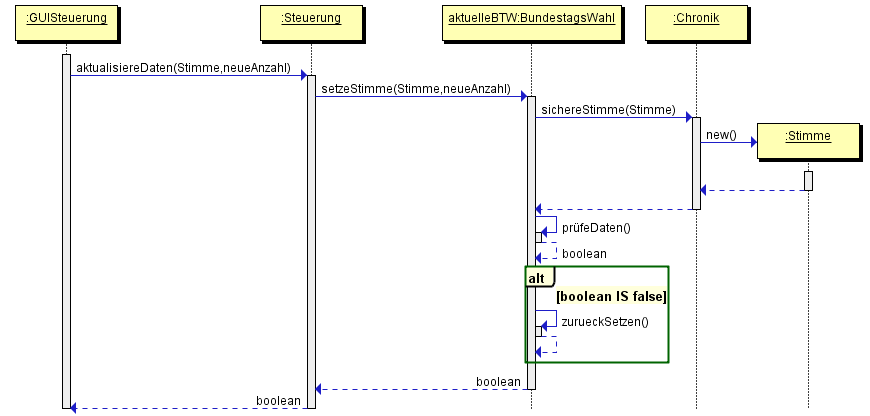 :GUISteuerung
:Steuerung
aktuelleBTW:BundestagsWahl
:Chronik
aktualisiereDaten(Stimme,neueAnzahl)
setzeStimme(Stimme,neueAnzahl)
sichereStimme(Stimme)
new()
:Stimme
prüfeDaten()
boolean
alt
[boolean IS false]
zurueckSetzen()
boolean
boolean